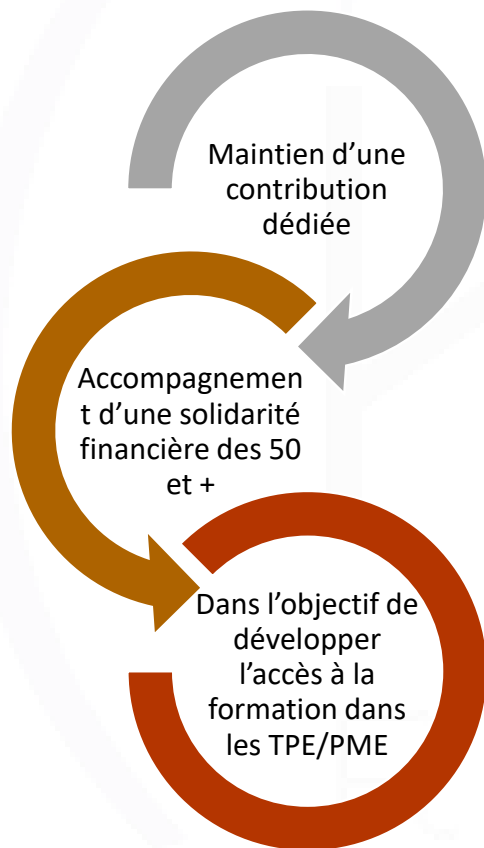 Maintien d’une
contribution
dédiée
Accompagnemen
t d’une solidarité
financière des 50
et +
Dans l’objectif de
développer
l’accès à la
formation dans
les TPE/PME